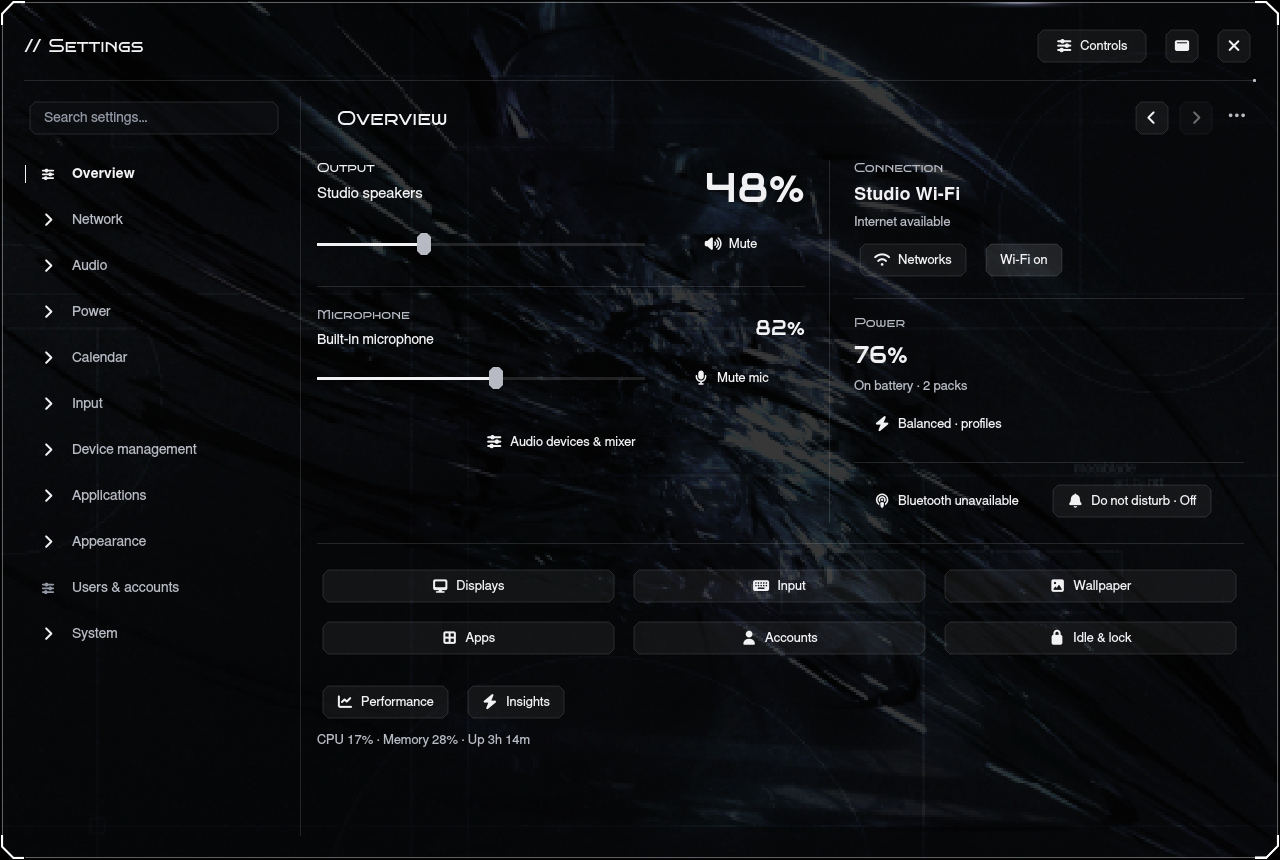 // Settings
Controls
Search settings...
Overview
Network
Audio
Power
Calendar
Input
Device management
Applications
Appearance
Users & accounts
System
Overview
Output
Studio speakers
48%
Mute
Microphone
Built-in microphone
82%
Mute mic
Audio devices & mixer
Connection
Studio Wi-Fi
Internet available
Networks
Wi-Fi on
Power
76%
On battery · 2 packs
Balanced · profiles
Bluetooth unavailable
Do not disturb · Off
Displays
Input
Wallpaper
Apps
Accounts
Idle & lock
Performance
Insights
CPU 17% · Memory 28% · Up 3h 14m